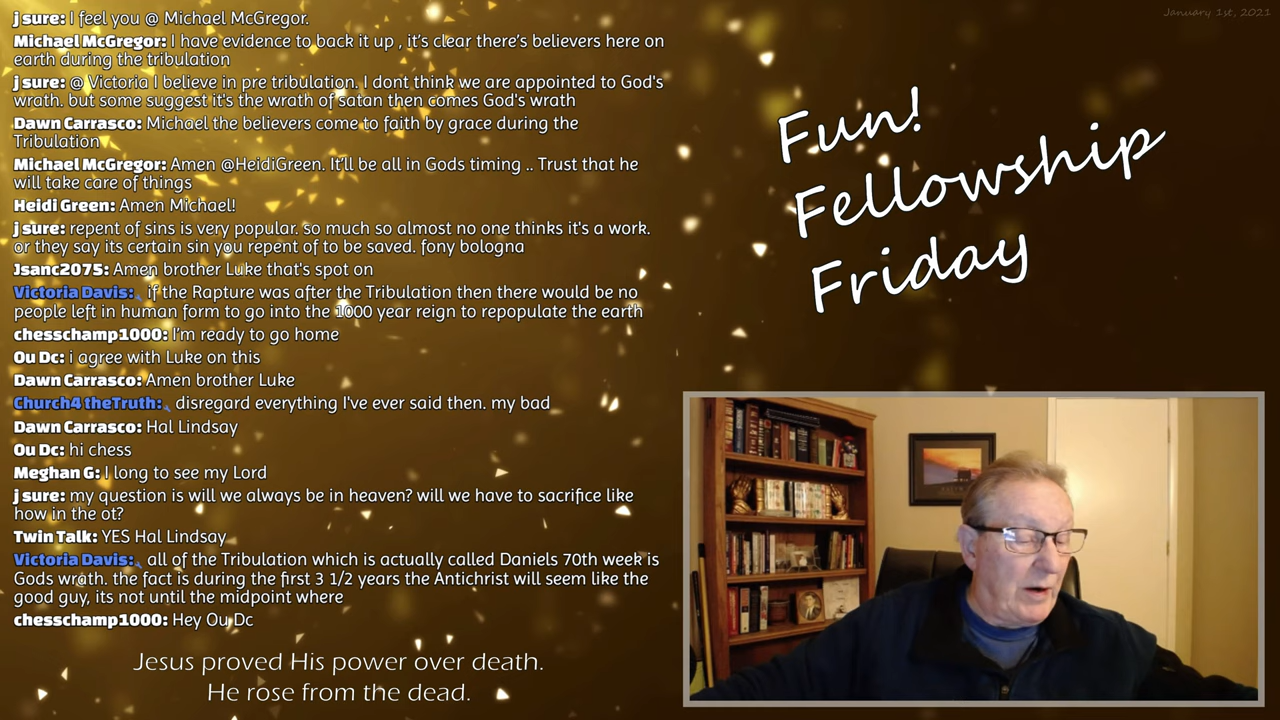 j sure: I feel you @ Michael McGregor.
Michael McGregor: I have evidence to back it up , it's clear there's believers here on
earth during the tribulation
j sure: @ Victoria I believe in pre tribulation. I dont think we are appointed to God's
wrath. but some suggest it's the wrath of satan then comes God's wrath
Dawn Carrasco: Michael the believers come to faith by grace during the
Tribulation
Michael McGregor: Amen @HeidiGreen. It'll be all in Gods timing .. Trust that he
will take care of things
Heidi Green: Amen Michael!
j sure: repent of sins is very popular. so much so almost no one thinks it's a work.
or they say its certain sin you repent of to be saved. fony bologna
Jsanc2075: Amen brother Luke that's spot on
Victoria Davis: if the Rapture was after the Tribulation then there would be no
people left in human form to go into the 1000 year reign to repopulate the earth
chesschamp1000: I'm ready to go home
Ou Dc: i agree with Luke on this
Dawn Carrasco: Amen brother Luke
Church4 theTruth: disregard everything I've ever said then. my bad
Dawn Carrasco: Hal Lindsay
Ou Dc: hi chess
Meghan G: I long to see my Lord
j sure: my question is will we always be in heaven? will we have to sacrifice like
how in the ot?
Twin Talk: YES Hal Lindsay
Victoria Davis: all of the Tribulation which is actually called Daniels 70th week is
Gods wrath. the fact is during the first 3 1/2 years the Antichrist will seem like the
good guy, its not until the midpoint where
chesschamp1000: Hey Ou Dc
Jesus proved His power over death.
He rose from the dead.
January 1st, 2021
Fun!
Fellowship
Friday